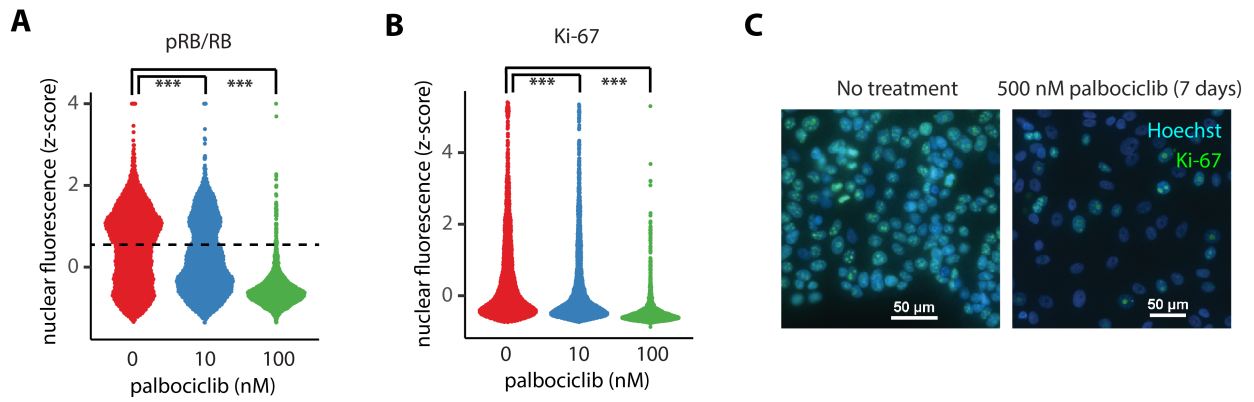 A
pRB/RB
*** ***
nuclear fluorescence (z-score)
4
2
0
0 10 100
palbociclib (nM)
B
Ki-67
*** ***
nuclear fluorescence (z-score)
4
2
0
0 10 100
palbociclib (nM)
C
No treatment
500 nM palbociclib (7 days)
Hoechst
Ki-67
50 µm
50 µm